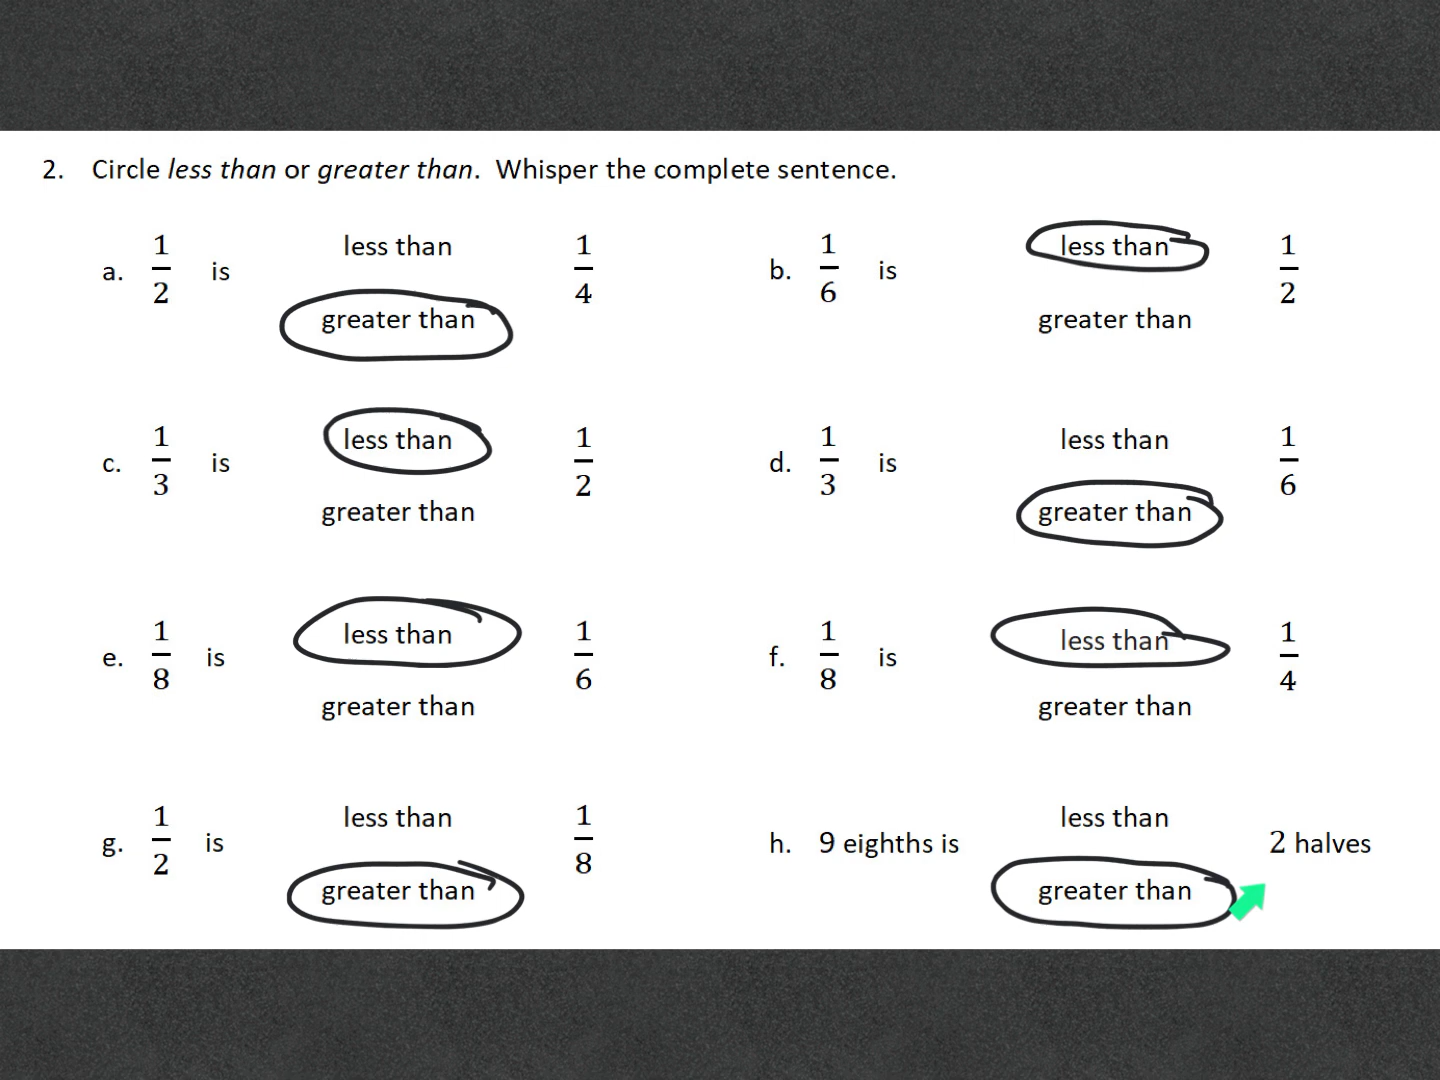 2. Circle less than or greater than. Whisper the complete sentence.
a. 1/2 is less than greater than 1/4
b. 1/6 is less than greater than 1/2
c. 1/3 is less than greater than 1/2
d. 1/3 is less than greater than 1/6
e. 1/8 is less than greater than 1/6
f. 1/8 is less than greater than 1/4
g. 1/2 is less than greater than 1/8
h. 9 eighths is less than greater than 2 halves